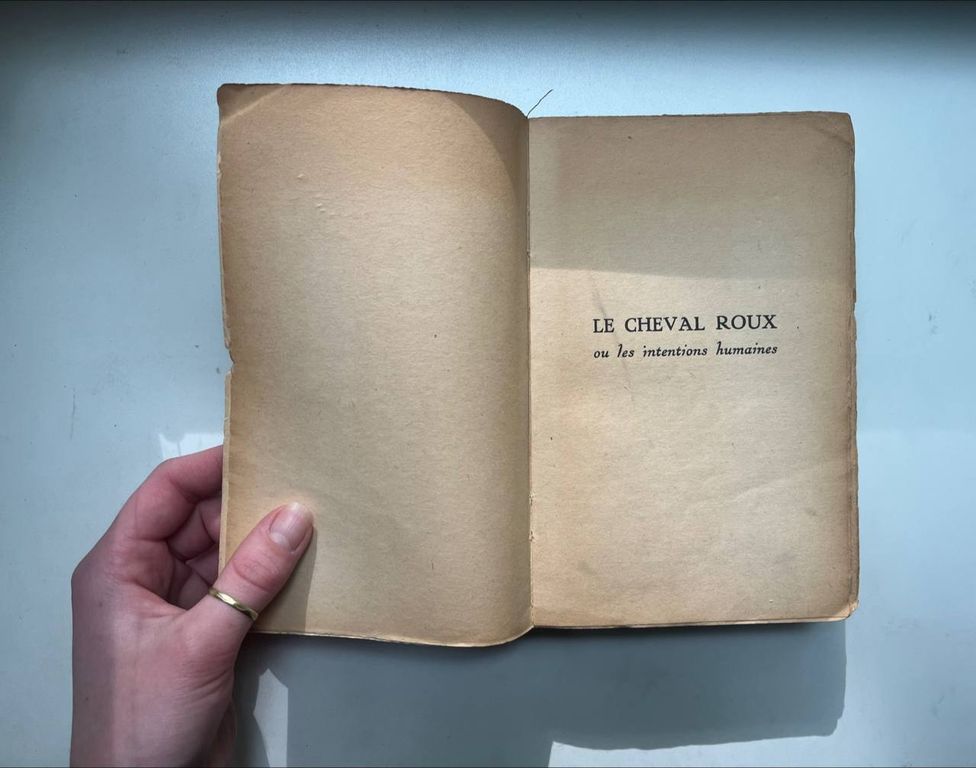 LE CHEVAL ROUX
ou les intentions humaines